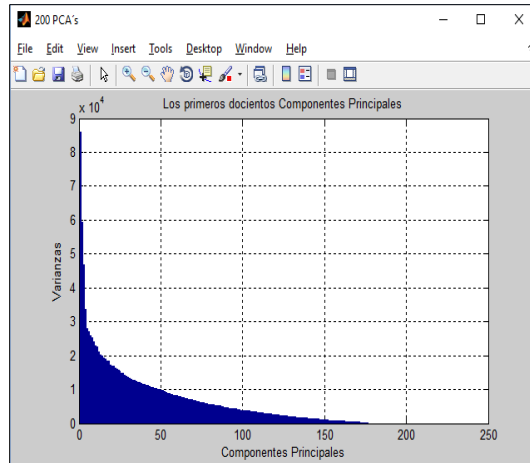 200 PCA´s
File Edit View Insert Tools Desktop Window Help
x 10^4
Los primeros docientos Componentes Principales
9
8
7
6
5
4
3
2
1
0
Varianzas
0 50 100 150 200 250
Componentes Principales